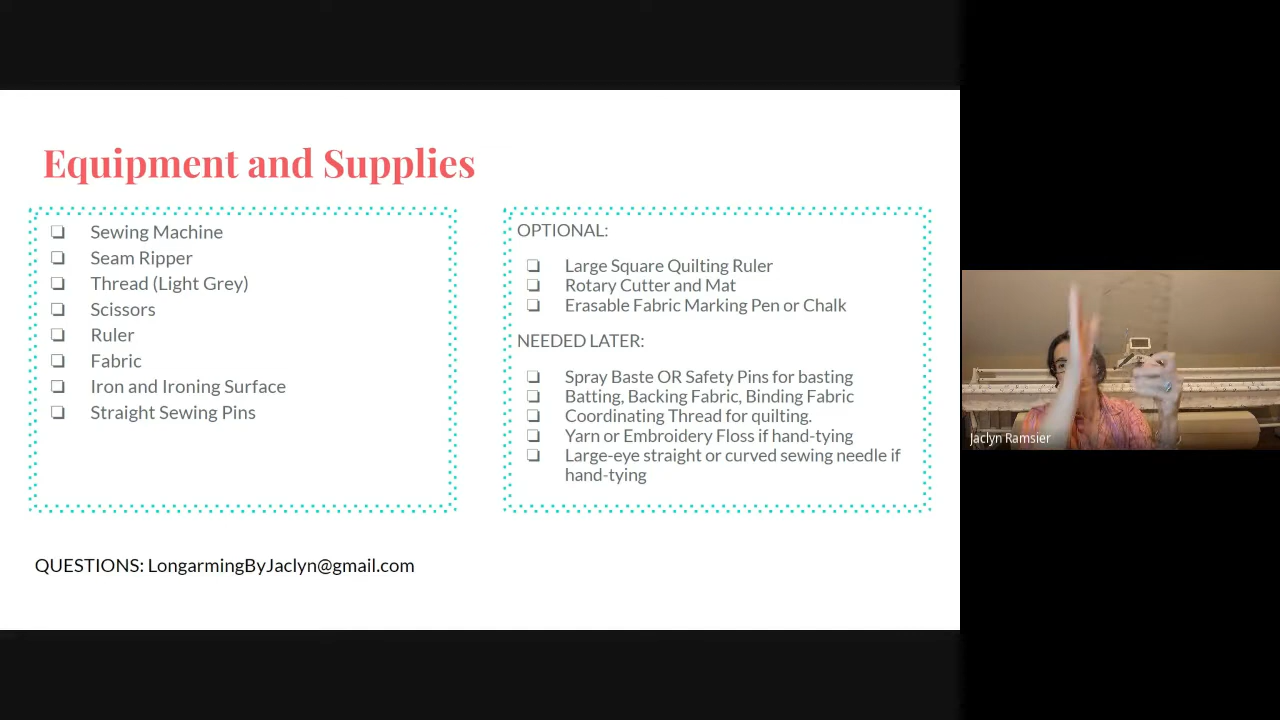 Equipment and Supplies
❏ Sewing Machine
❏ Seam Ripper
❏ Thread (Light Grey)
❏ Scissors
❏ Ruler
❏ Fabric
❏ Iron and Ironing Surface
❏ Straight Sewing Pins
OPTIONAL:
❏ Large Square Quilting Ruler
❏ Rotary Cutter and Mat
❏ Erasable Fabric Marking Pen or Chalk
NEEDED LATER:
❏ Spray Baste OR Safety Pins for basting
❏ Batting, Backing Fabric, Binding Fabric
❏ Coordinating Thread for quilting.
❏ Yarn or Embroidery Floss if hand-tying
❏ Large-eye straight or curved sewing needle if
hand-tying
QUESTIONS: LongarmingByJaclyn@gmail.com
Jaclyn Ramsier